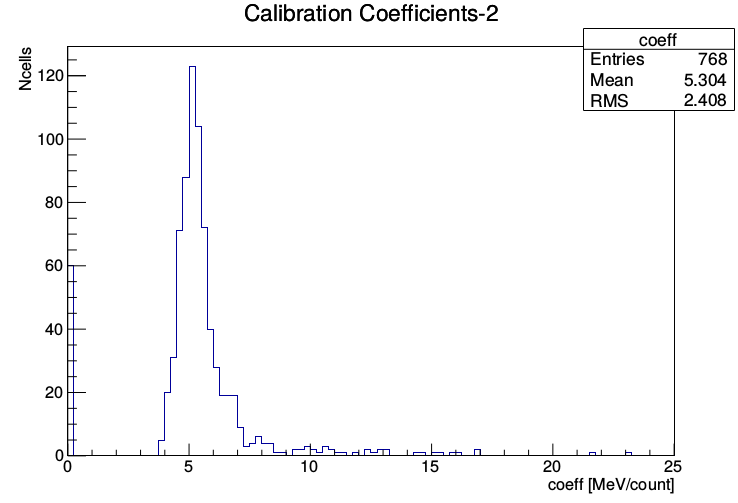 Calibration Coefficients-2
coeff
Entries 768
Mean 5.304
RMS 2.408
Ncells
120
100
80
60
40
20
0
0 5 10 15 20 25
coeff [MeV/count]